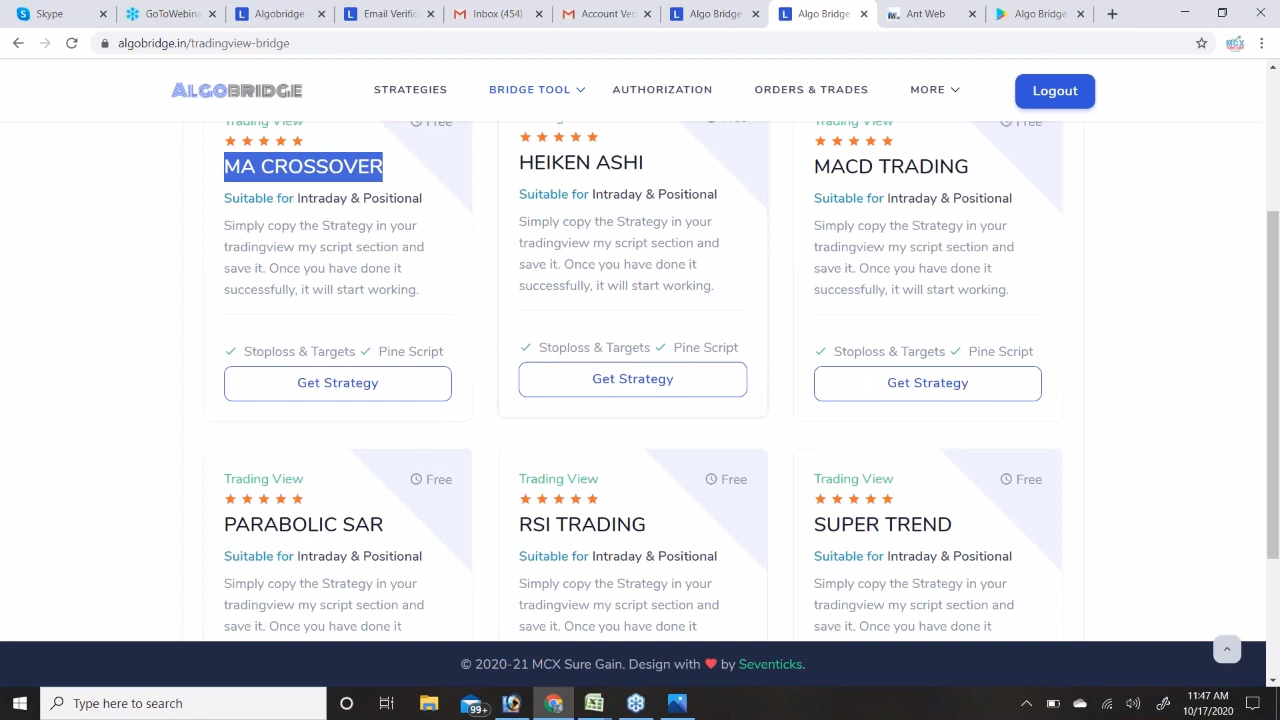 Skype
GoToWebina
Email Verific
Inbox (454)
Account Ver
Algo Bridge
Algo Bridge
Ant Web
Algo Bridge
algobridge.in/tradingview-bridge
ALGOBRIDGE
STRATEGIES
BRIDGE TOOL
AUTHORIZATION
ORDERS & TRADES
MORE
Logout
Trading View
Free
MA CROSSOVER
Suitable for Intraday & Positional
Simply copy the Strategy in your
tradingview my script section and
save it. Once you have done it
successfully, it will start working.
Stoploss & Targets Pine Script
Get Strategy
HEIKEN ASHI
Suitable for Intraday & Positional
Simply copy the Strategy in your
tradingview my script section and
save it. Once you have done it
successfully, it will start working.
Stoploss & Targets Pine Script
Get Strategy
Trading View
Free
MACD TRADING
Suitable for Intraday & Positional
Simply copy the Strategy in your
tradingview my script section and
save it. Once you have done it
successfully, it will start working.
Stoploss & Targets Pine Script
Get Strategy
Trading View
Free
PARABOLIC SAR
Suitable for Intraday & Positional
Simply copy the Strategy in your
tradingview my script section and
save it. Once you have done it
Trading View
Free
RSI TRADING
Suitable for Intraday & Positional
Simply copy the Strategy in your
tradingview my script section and
save it. Once you have done it
Trading View
Free
SUPER TREND
Suitable for Intraday & Positional
Simply copy the Strategy in your
tradingview my script section and
save it. Once you have done it
© 2020-21 MCX Sure Gain. Design with ❤ by Seventicks.
Type here to search
99+
11:47 AM
10/17/2020